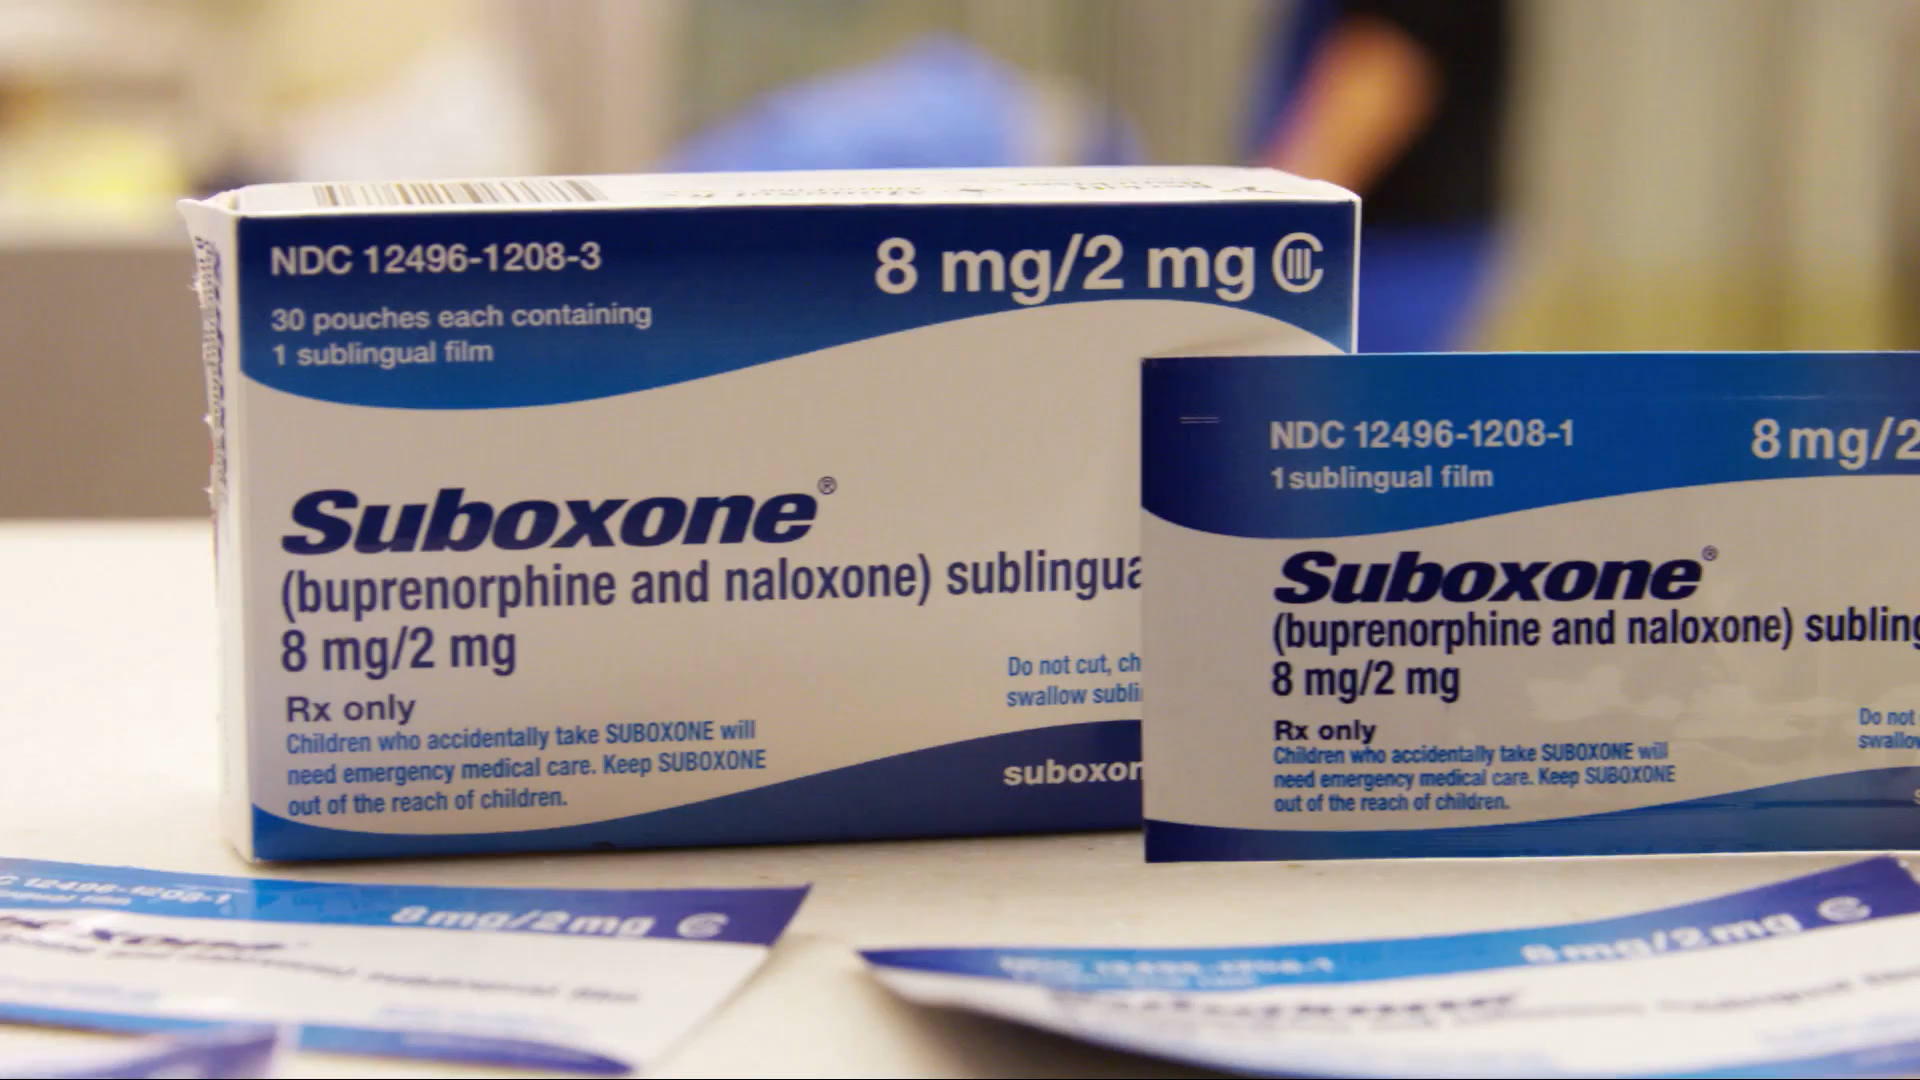 NDC 12496-1208-3
8 mg/2 mg CIII
30 pouches each containing
1 sublingual film
Suboxone®
(buprenorphine and naloxone) sublingua
8 mg/2 mg
Rx only
Children who accidentally take SUBOXONE will
need emergency medical care. Keep SUBOXONE
out of the reach of children.
Do not cut, ch
swallow subli
suboxon
NDC 12496-1208-1
8 mg/2
1 sublingual film
Suboxone®
(buprenorphine and naloxone) subling
8 mg/2 mg
Rx only
Children who accidentally take SUBOXONE will
need emergency medical care. Keep SUBOXONE
out of the reach of children.
Do not
swallow
12496-1208-1
8mg/2mg C
8mg/2mg C